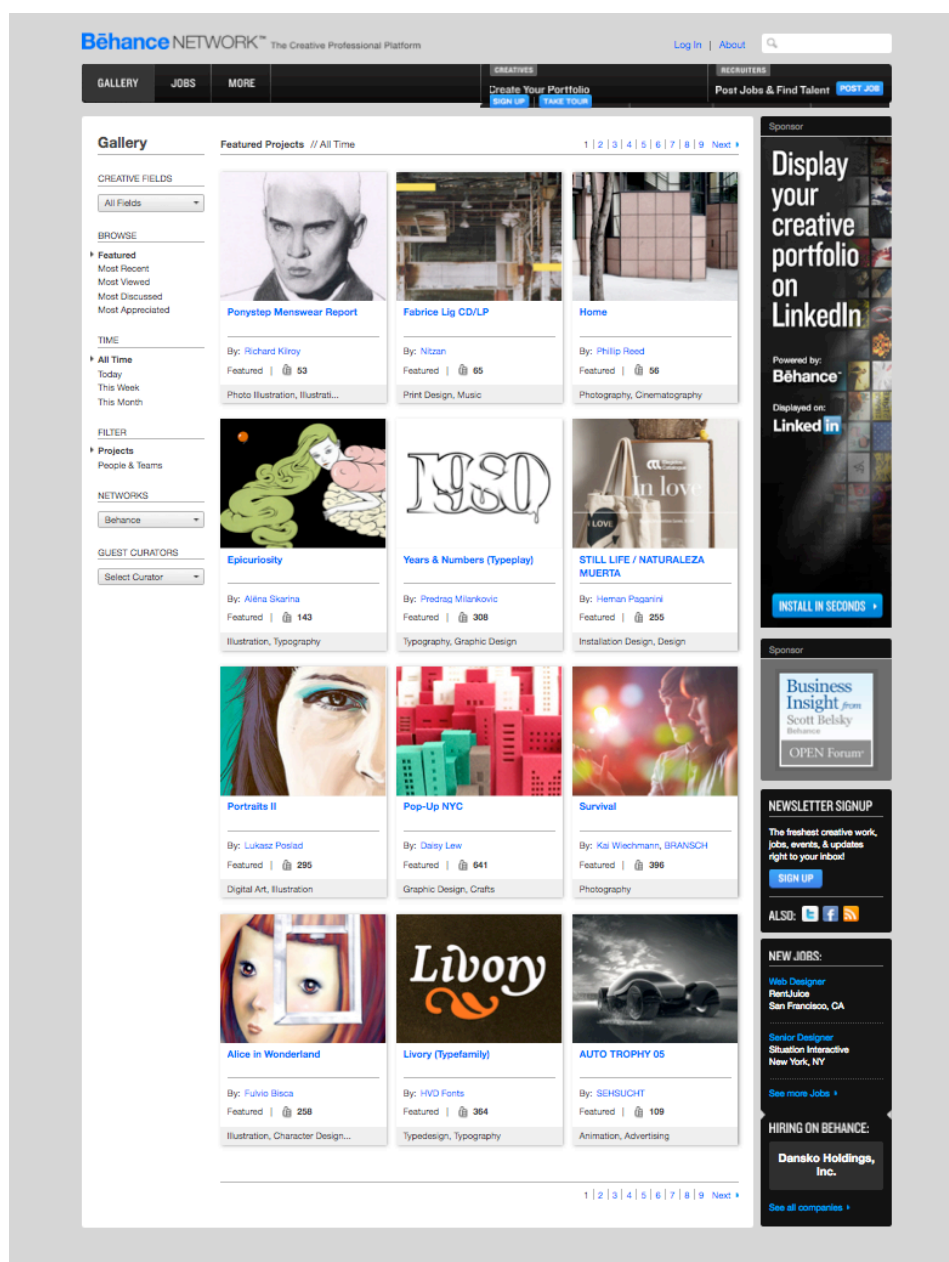 Bēhance NETWORK™ The Creative Professional Platform
Log In | About
GALLERY JOBS MORE
CREATIVES
Create Your Portfolio
SIGN UP TAKE TOUR
RECRUITERS
Post Jobs & Find Talent POST JOB
Gallery
CREATIVE FIELDS
All Fields
BROWSE
Featured
Most Recent
Most Viewed
Most Discussed
Most Appreciated
TIME
All Time
Today
This Week
This Month
FILTER
Projects
People & Teams
NETWORKS
Behance
GUEST CURATORS
Select Curator
Featured Projects // All Time
1 | 2 | 3 | 4 | 5 | 6 | 7 | 8 | 9 Next
Ponystep Menswear Report
By: Richard Kilroy
Featured | 53
Photo Illustration, Illustrati...
Fabrice Lig CD/LP
By: Nitzan
Featured | 65
Print Design, Music
Home
By: Phillip Reed
Featured | 56
Photography, Cinematography
Epicuriosity
By: Alëna Skarina
Featured | 143
Illustration, Typography
1980
Years & Numbers (Typeplay)
By: Predrag Milankovic
Featured | 308
Typography, Graphic Design
In love
I LOVE
STILL LIFE / NATURALEZA
MUERTA
By: Hernan Paganini
Featured | 255
Installation Design, Design
Portraits II
By: Lukasz Poslad
Featured | 295
Digital Art, Illustration
Pop-Up NYC
By: Daisy Lew
Featured | 641
Graphic Design, Crafts
Survival
By: Kai Wiechmann, BRANSCH
Featured | 396
Photography
Alice in Wonderland
By: Fulvio Bisca
Featured | 258
Illustration, Character Design...
Livory
Livory (Typefamily)
By: HVD Fonts
Featured | 364
Typedesign, Typography
AUTO TROPHY 05
By: SEHSUCHT
Featured | 109
Animation, Advertising
1 | 2 | 3 | 4 | 5 | 6 | 7 | 8 | 9 Next
Sponsor
Display
your
creative
portfolio
on
LinkedIn
Powered by:
Bēhance™
Displayed on:
Linked in
INSTALL IN SECONDS
Sponsor
Business
Insight from
Scott Belsky
Behance
OPEN Forum
NEWSLETTER SIGNUP
The freshest creative work,
jobs, events, & updates
right to your inbox!
SIGN UP
ALSO:
NEW JOBS:
Web Designer
RentJuice
San Francisco, CA
Senior Designer
Situation Interactive
New York, NY
See more Jobs
HIRING ON BEHANCE:
Dansko Holdings,
Inc.
See all companies